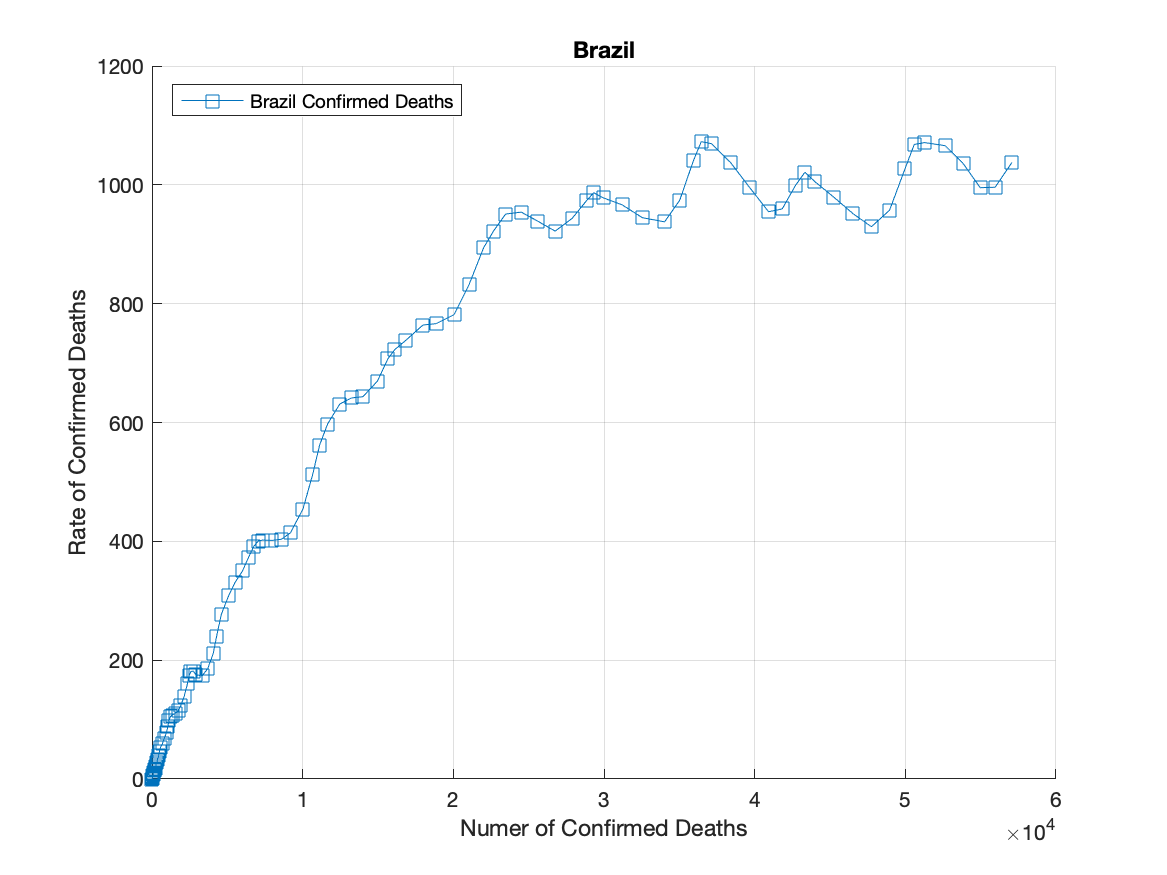 Brazil
Brazil Confirmed Deaths
1200
1000
800
600
400
200
0
Rate of Confirmed Deaths
0 1 2 3 4 5 6
Numer of Confirmed Deaths
×10^4